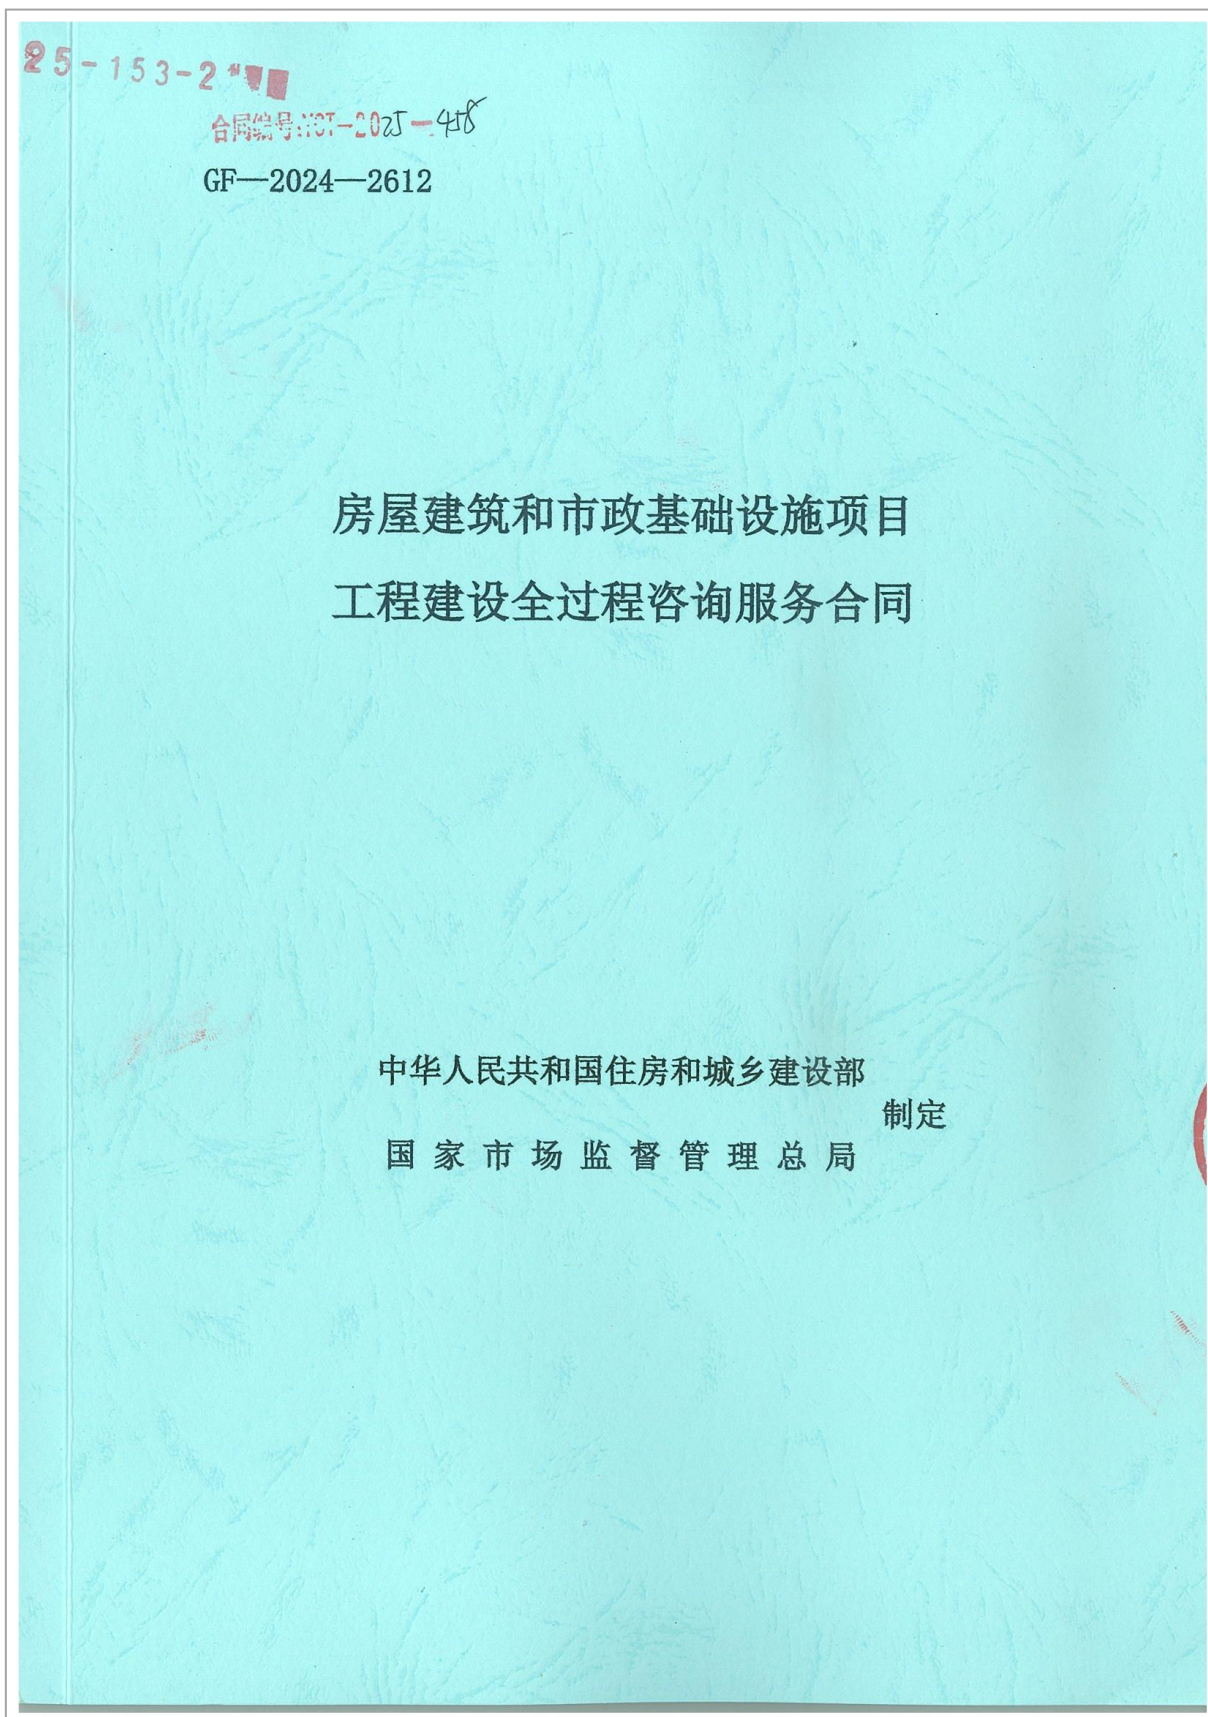 25-153-2
合同编号:YCT-2025-458
GF—2024—2612
房屋建筑和市政基础设施项目
工程建设全过程咨询服务合同
中华人民共和国住房和城乡建设部
制定
国家市场监督管理总局